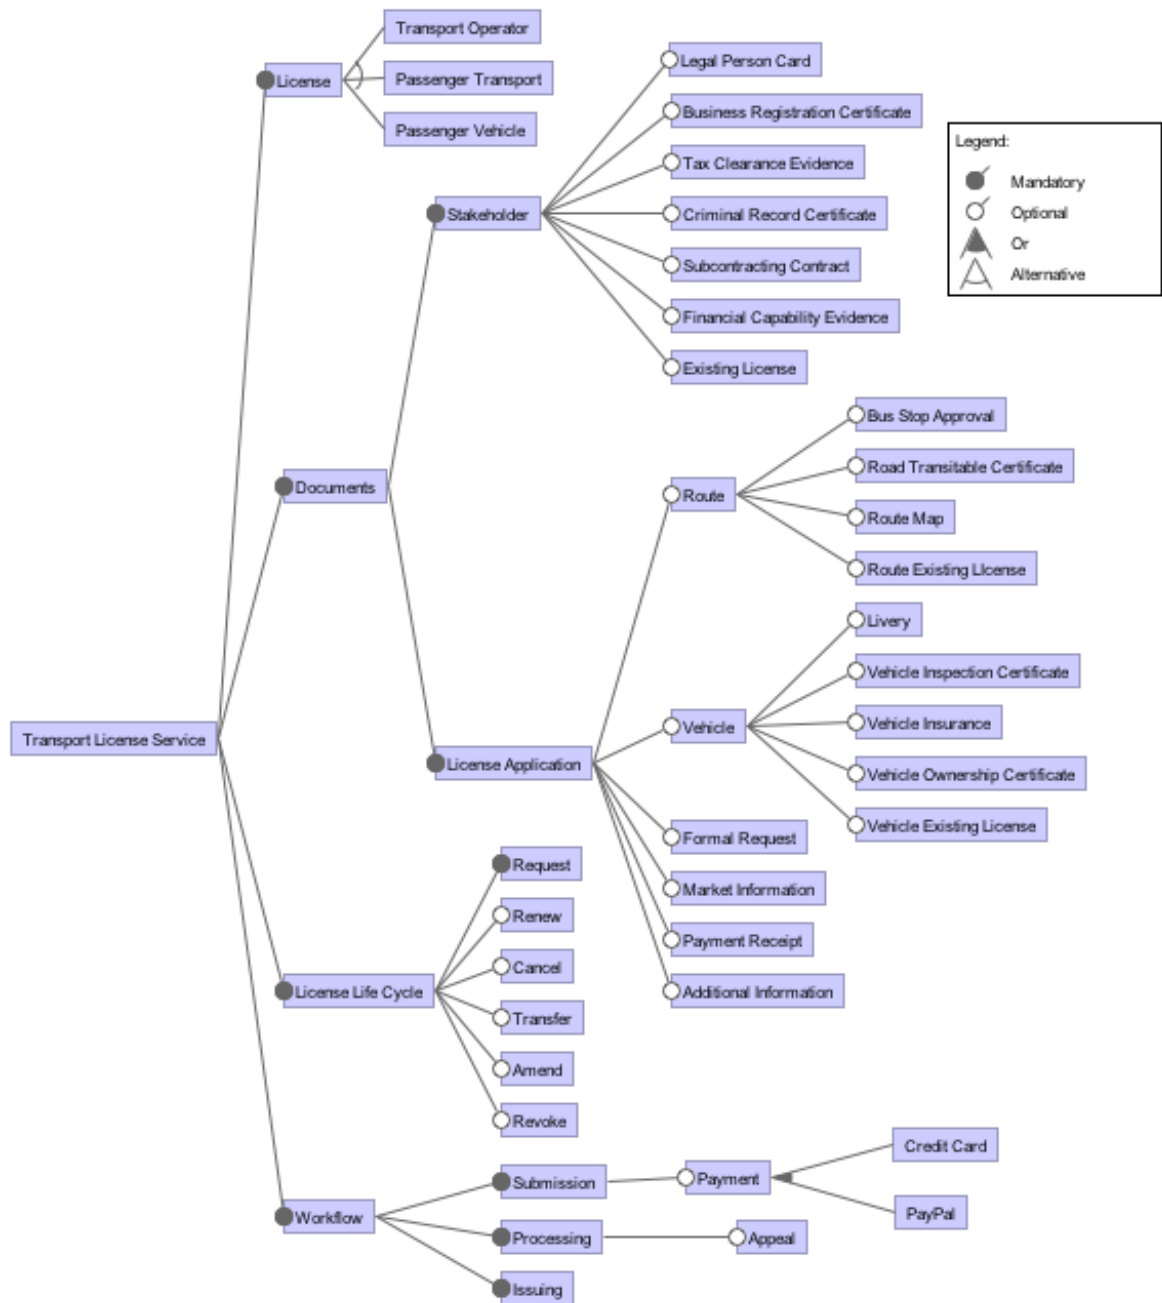 Transport Operator
License
Passenger Transport
Passenger Vehicle
Legal Person Card
Business Registration Certificate
Tax Clearance Evidence
Stakeholder
Criminal Record Certificate
Subcontracting Contract
Financial Capability Evidence
Existing License
Legend:
Mandatory
Optional
Or
Alternative
Documents
Route
Bus Stop Approval
Road Transitable Certificate
Route Map
Route Existing LIcense
Livery
Vehicle Inspection Certificate
Vehicle
Vehicle Insurance
Vehicle Ownership Certificate
Vehicle Existing License
Transport License Service
License Application
Formal Request
Market Information
Payment Receipt
Additional Information
Request
Renew
Cancel
License Life Cycle
Transfer
Amend
Revoke
Credit Card
Submission
Payment
PayPal
Workflow
Processing
Appeal
Issuing